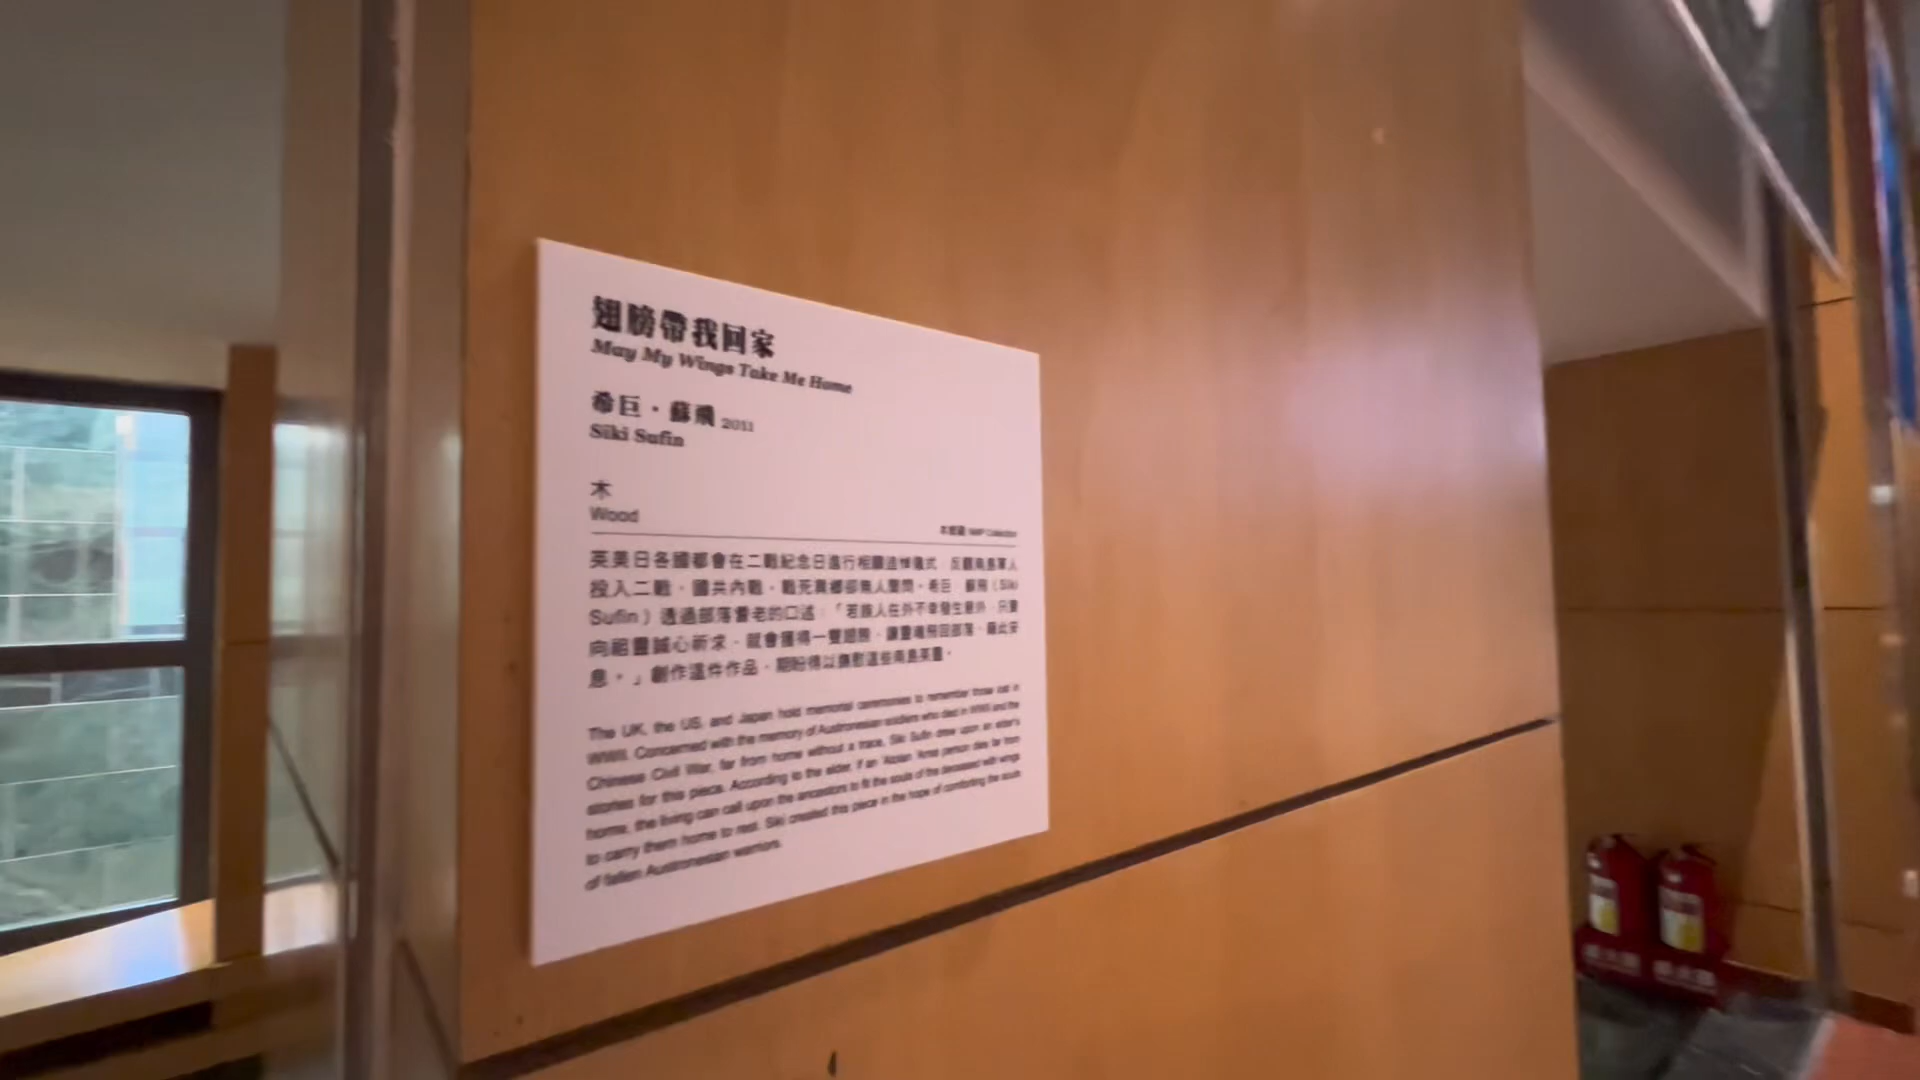 翅膀帶我回家
May My Wings Take Me Home
希巨・蘇飛 2011
Siki Sufin
木
Wood
本館藏 NMP Collection
英美日各國都會在二戰紀念日進行相關追悼儀式，反觀南島軍人
投入二戰、國共內戰，戰死異鄉卻無人聞問。希巨・蘇飛（Siki
Sufin）透過部落耆老的口述：「若族人在外不幸發生意外，只要
向祖靈誠心祈求，就會獲得一雙翅膀，讓靈魂飛回部落，藉此安
息。」創作這件作品，期盼得以撫慰這些南島英靈。
The UK, the US, and Japan hold memorial ceremonies to remember those lost in
WWII. Concerned with the memory of Austronesian soldiers who died in WWII and the
Chinese Civil War, far from home without a trace, Siki Sufin drew upon an elder's
stories for this piece. According to the elder, if an person dies far from
home, the living can call upon the ancestors to fit the souls of the deceased with wings
to carry them home to rest. Siki created this piece in the hope of comforting the souls
of fallen Austronesian warriors.